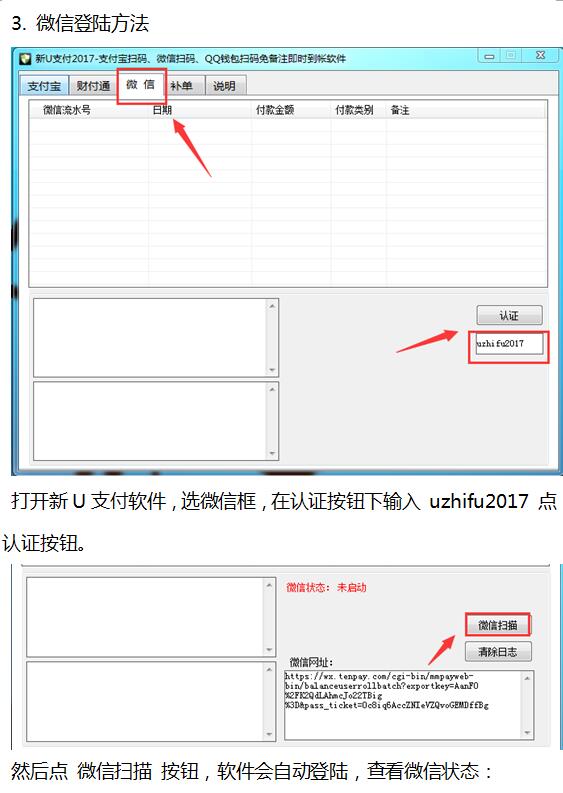 3. 微信登陆方法
新U支付2017-支付宝扫码、微信扫码、QQ钱包扫码免备注即时到帐软件
支付宝 财付通 微 信 补单 说明
微信流水号 日期 付款金额 付款类别 备注
认证
uzhifu2017
打开新U支付软件,选微信框,在认证按钮下输入 uzhifu2017 点
认证按钮。
微信状态: 未启动
微信扫描
清除日志
微信网址:
https://wx.tenpay.com/cgi-bin/mmpayweb-
bin/balanceuserrollbatch?exportkey=AanFO
%2FK2QdLAhmcJo22TBig
%3D&pass_ticket=0c8iq6AccZNIeVZQvoGEMDffBg
然后点 微信扫描 按钮,软件会自动登陆,查看微信状态: